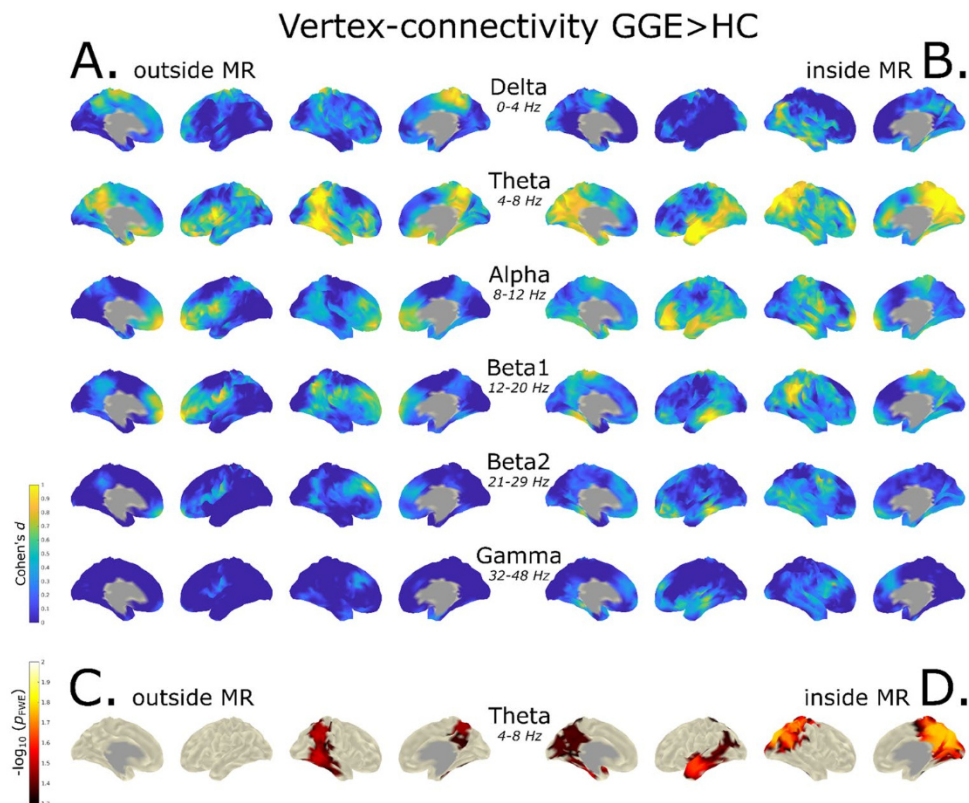 Vertex-connectivity GGE>HC
A. outside MR
inside MR B.
Delta
0-4 Hz
Theta
4-8 Hz
Alpha
8-12 Hz
Beta1
12-20 Hz
Beta2
21-29 Hz
Gamma
32-48 Hz
Cohen's d
1
0.9
0.8
0.7
0.6
0.5
0.4
0.3
0.2
0.1
0
C. outside MR
inside MR D.
Theta
4-8 Hz
-log10 (pFWE)
2
1.9
1.8
1.7
1.6
1.5
1.4